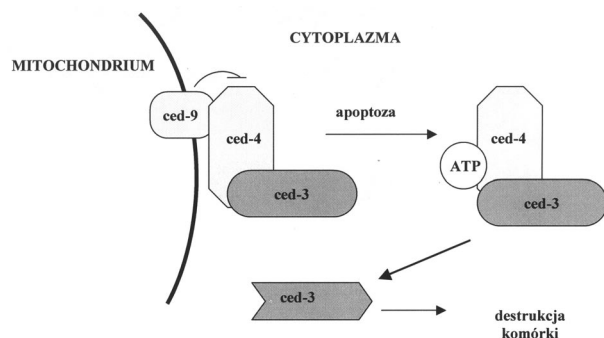 CYTOPLAZMA
MITOCHONDRIUM
ced-9
ced-4
ced-3
apoptoza
ced-4
ATP
ced-3
ced-3
destrukcja
komórki